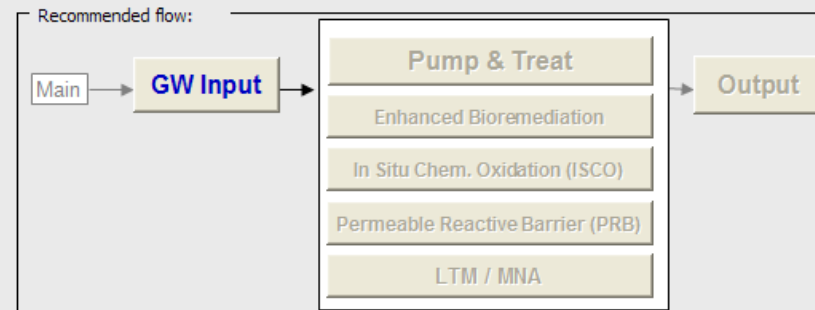 Recommended flow:
Main
GW Input
Pump & Treat
Enhanced Bioremediation
In Situ Chem. Oxidation (ISCO)
Permeable Reactive Barrier (PRB)
LTM / MNA
Output